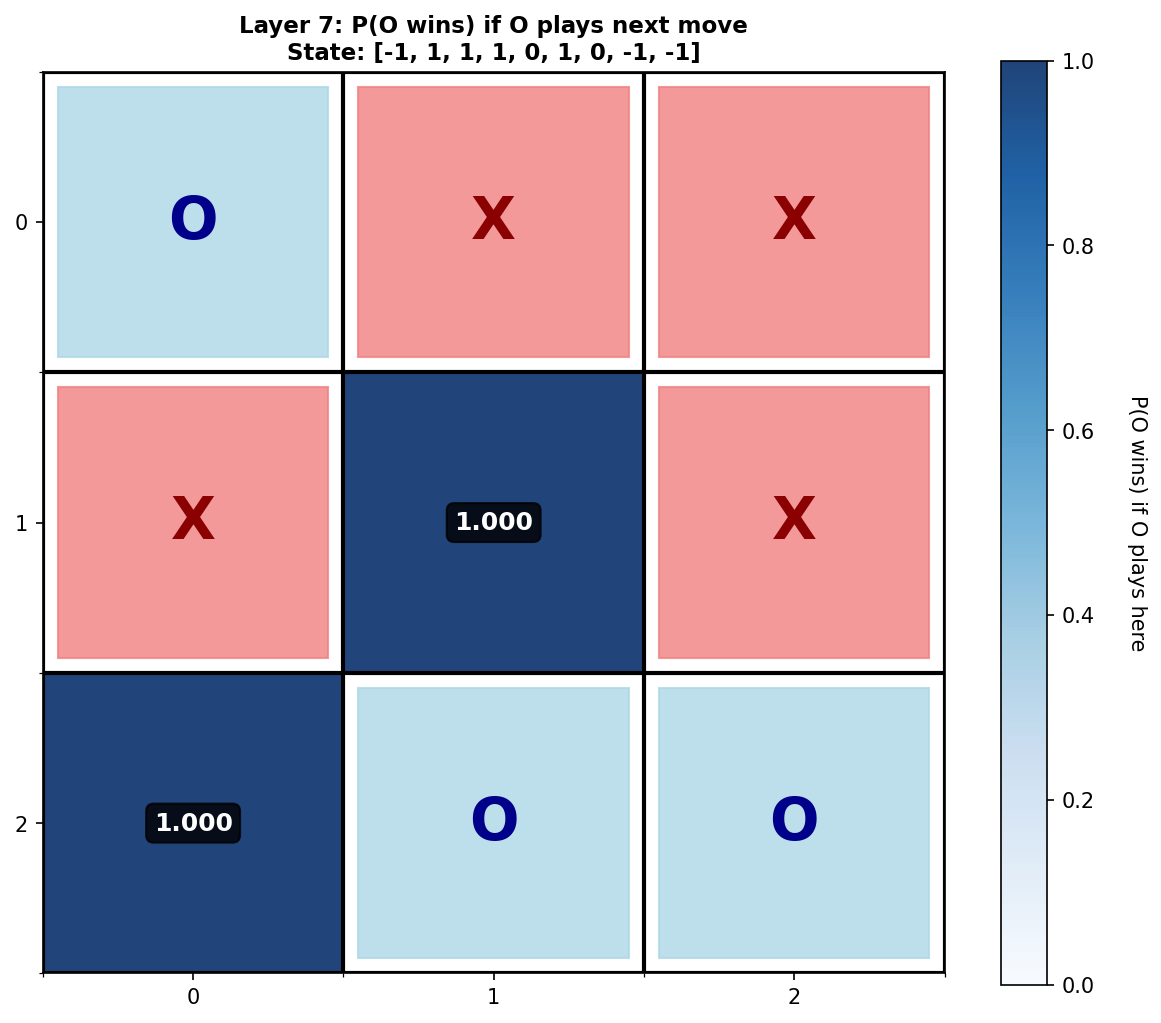 Layer 7: P(O wins) if O plays next move
State: [-1, 1, 1, 1, 0, 1, 0, -1, -1]
0
O
X
X
1
X
1.000
X
2
1.000
O
O
0
1
2
1.0
0.8
0.6
0.4
0.2
0.0
P(O wins) if O plays here